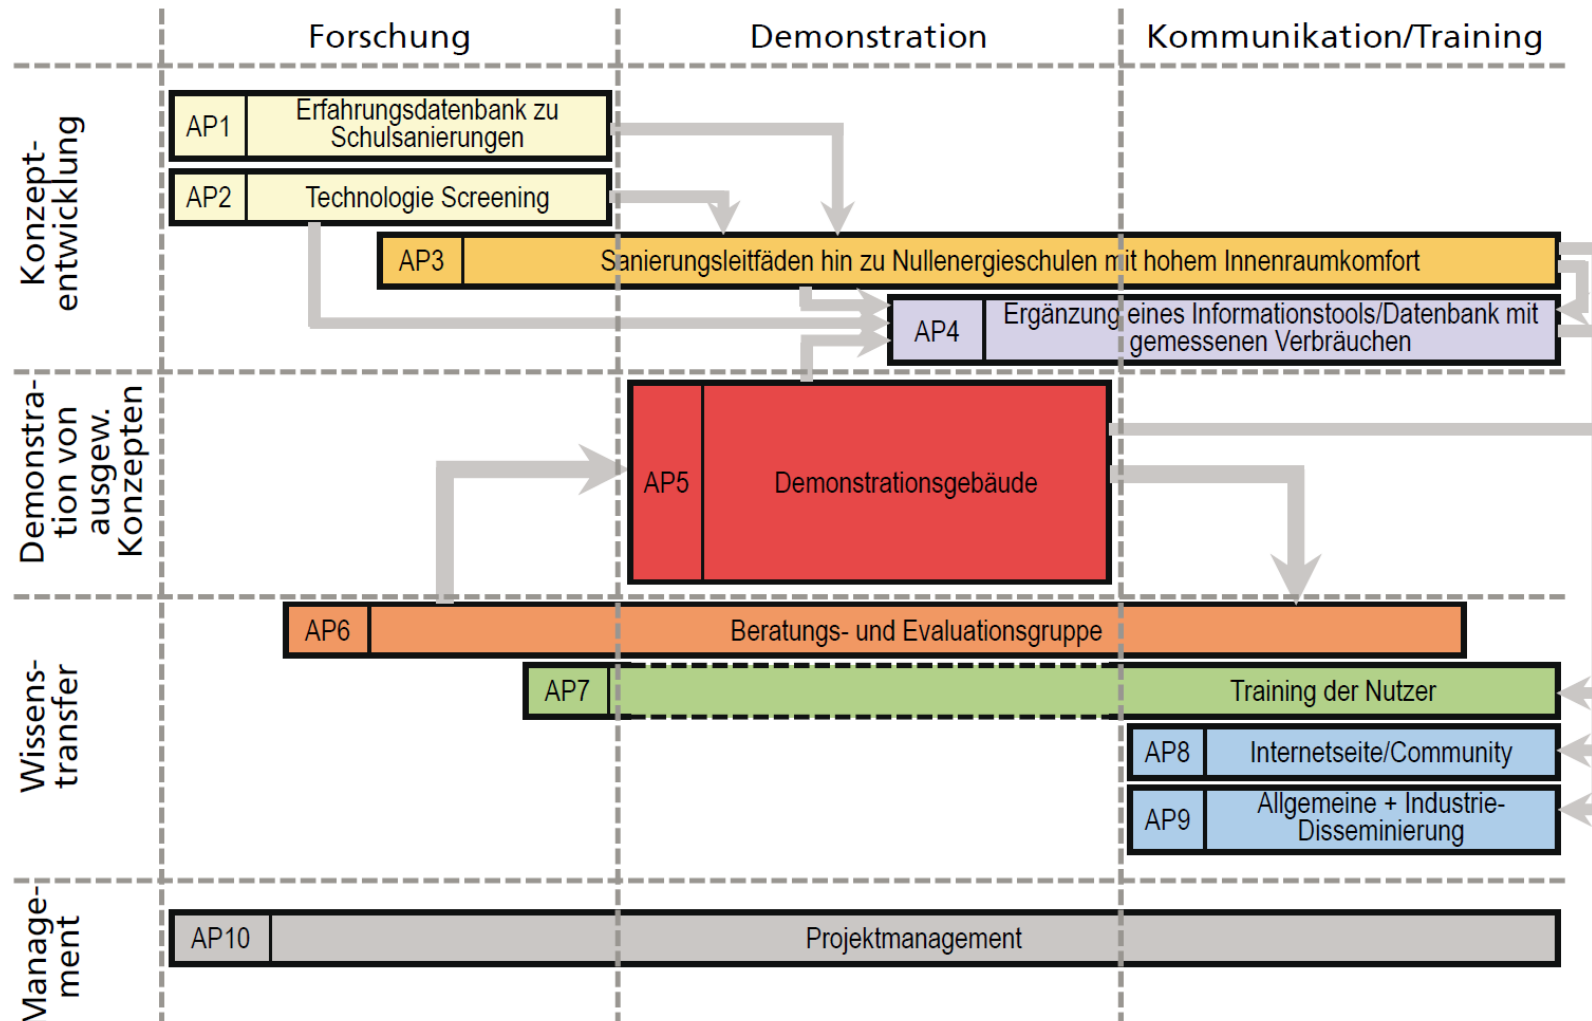 Forschung
Demonstration
Kommunikation/Training
Konzept-
entwicklung
AP1
Erfahrungsdatenbank zu
Schulsanierungen
AP2
Technologie Screening
AP3
Sanierungsleitfäden hin zu Nullenergieschulen mit hohem Innenraumkomfort
AP4
Ergänzung eines Informationstools/Datenbank mit
gemessenen Verbräuchen
Demonstra-
tion von
ausgew.
Konzepten
AP5
Demonstrationsgebäude
Wissens-
transfer
AP6
Beratungs- und Evaluationsgruppe
AP7
Training der Nutzer
AP8
Internetseite/Community
AP9
Allgemeine + Industrie-
Disseminierung
Manage-
ment
AP10
Projektmanagement